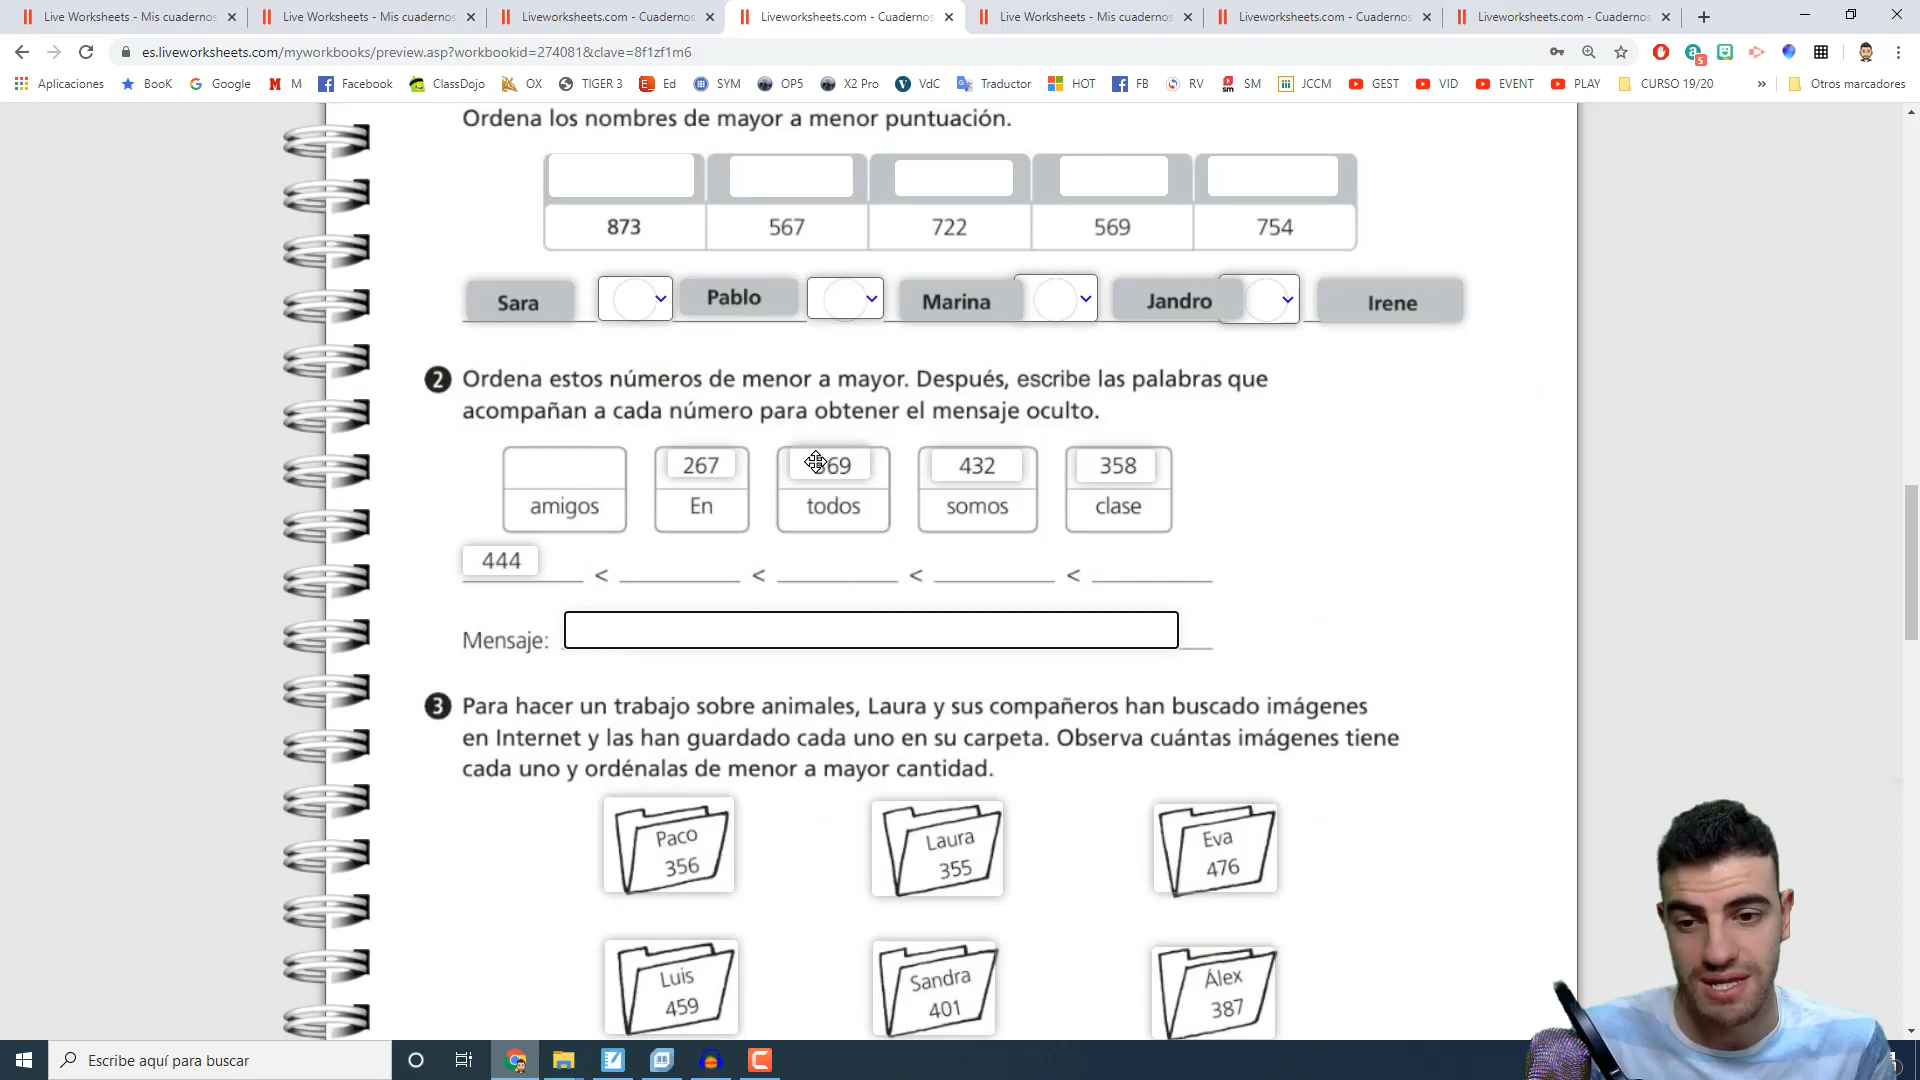 Live Worksheets - Mis cuadernos
Live Worksheets - Mis cuadernos
Liveworksheets.com - Cuadernos
Liveworksheets.com - Cuadernos
Live Worksheets - Mis cuadernos
Liveworksheets.com - Cuadernos
Liveworksheets.com - Cuadernos
es.liveworksheets.com/myworkbooks/preview.asp?workbookid=274081&clave=8f1zf1m6
Aplicaciones BooK Google M Facebook ClassDojo OX TIGER 3 Ed SYM OP5 X2 Pro VdC Traductor HOT FB RV SM JCCM GEST VID EVENT PLAY CURSO 19/20 » Otros marcadores
Ordena los nombres de mayor a menor puntuación.
873 567 722 569 754
Sara Pablo Marina Jandro Irene
2 Ordena estos números de menor a mayor. Después, escribe las palabras que
acompañan a cada número para obtener el mensaje oculto.
267 69 432 358
amigos En todos somos clase
444 < < < <
Mensaje:
3 Para hacer un trabajo sobre animales, Laura y sus compañeros han buscado imágenes
en Internet y las han guardado cada uno en su carpeta. Observa cuántas imágenes tiene
cada uno y ordénalas de menor a mayor cantidad.
Paco Laura Eva
356 355 476
Luis Sandra Álex
459 401 387
Escribe aquí para buscar